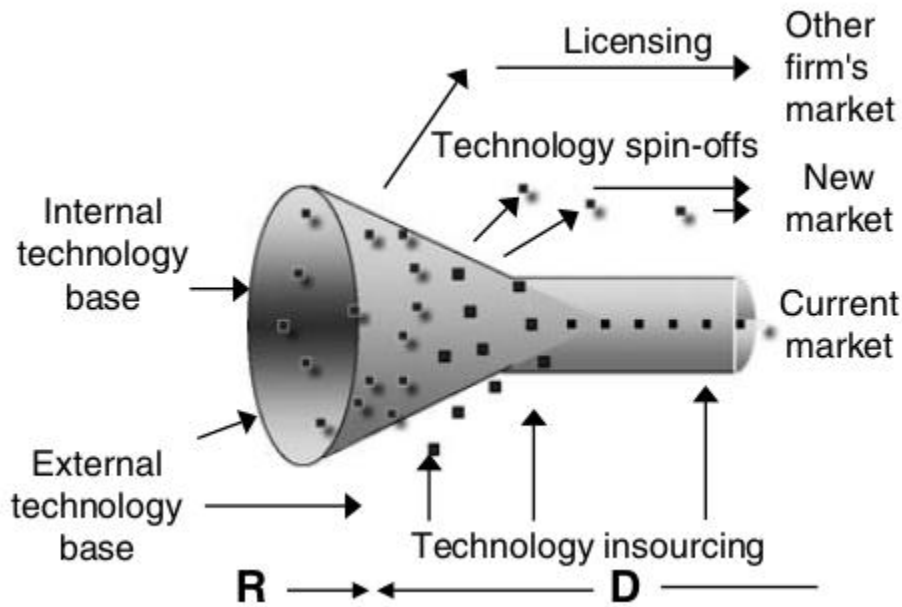 Licensing
Other
firm's
market
Technology spin-offs
New
market
Internal
technology
base
Current
market
External
technology
base
Technology insourcing
R
D